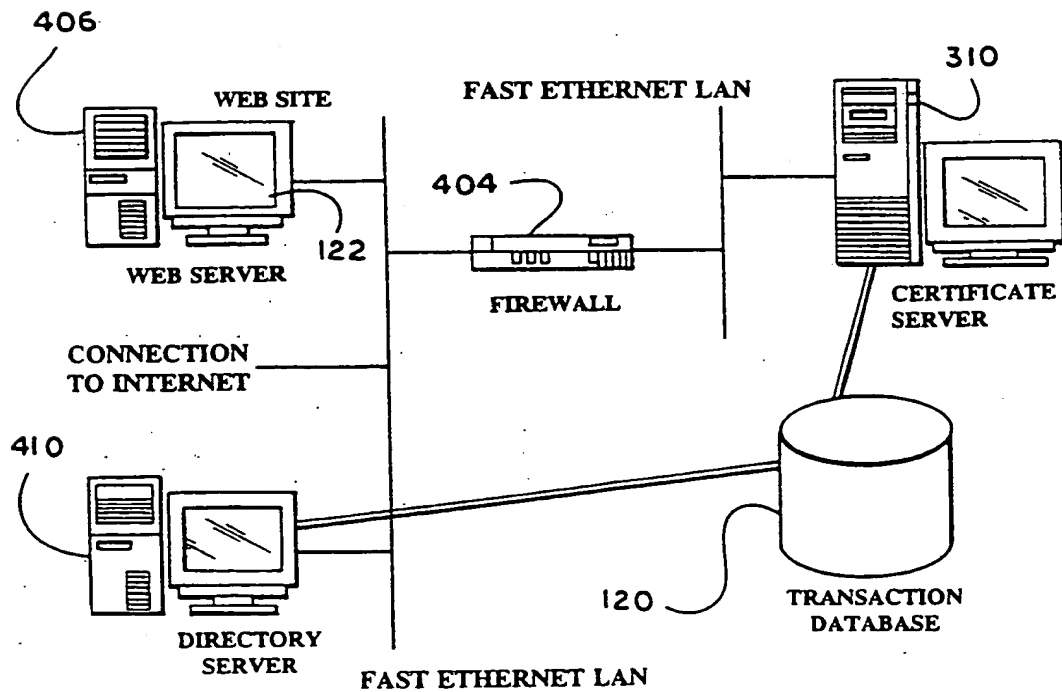 406
WEB SITE
FAST ETHERNET LAN
310
404
122
WEB SERVER
FIREWALL
CERTIFICATE
SERVER
CONNECTION
TO INTERNET
410
120
TRANSACTION
DATABASE
DIRECTORY
SERVER
FAST ETHERNET LAN